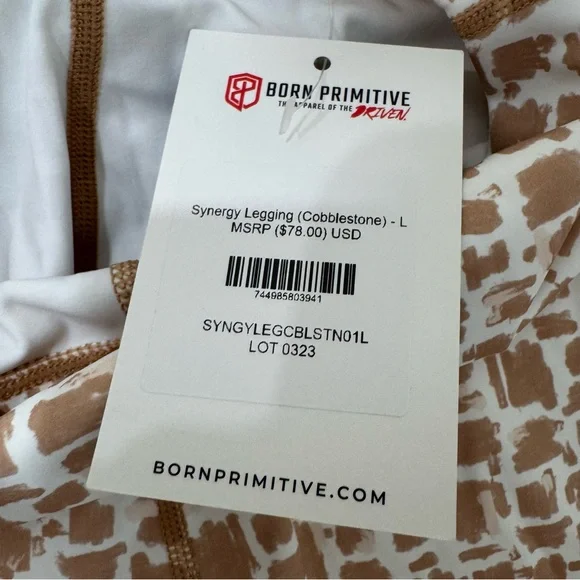 BORN PRIMITIVE
THE APPAREL OF THE DRIVEN.
Synergy Legging (Cobblestone) - L
MSRP ($78.00) USD
744985803941
SYNGYLEGCBLSTN01L
LOT 0323
BORNPRIMITIVE.COM